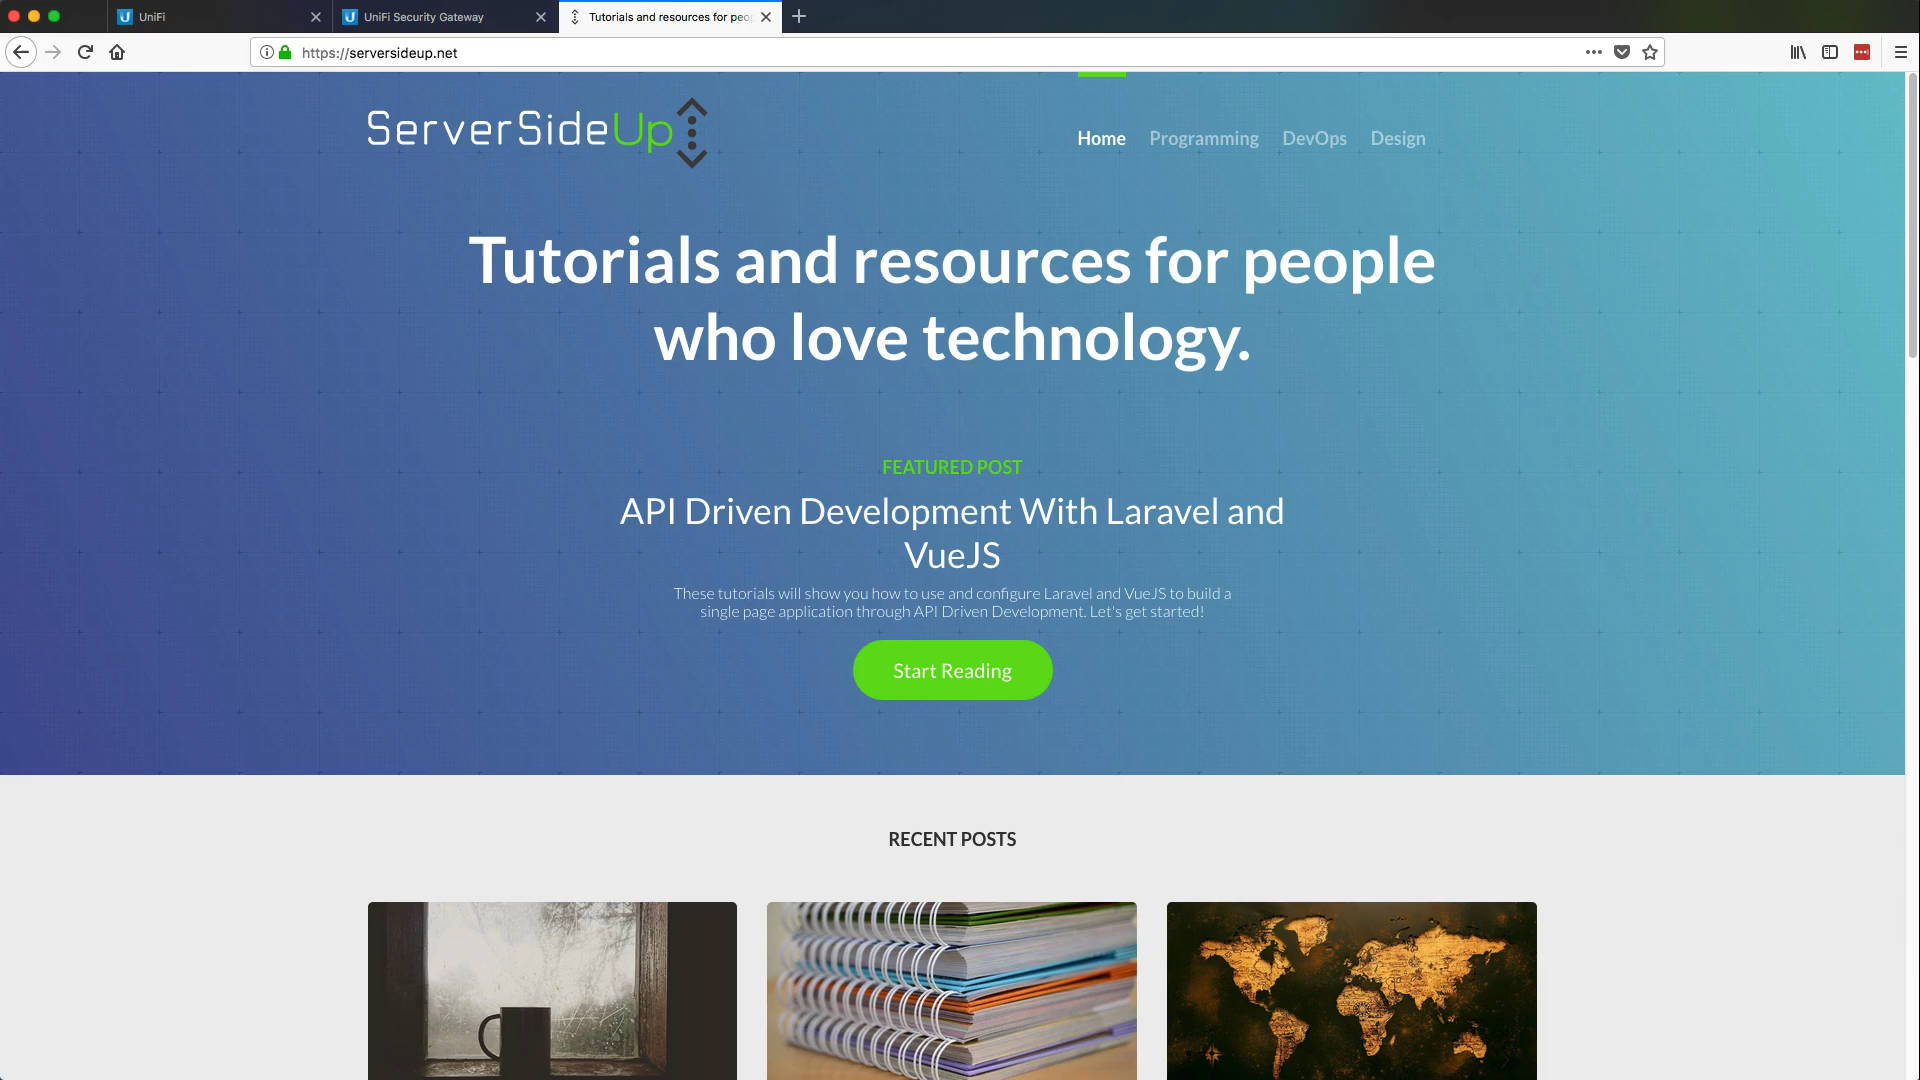 UniFi
UniFi Security Gateway
Tutorials and resources for peop
https://serversideup.net
ServerSideUp
Home
Programming
DevOps
Design
Tutorials and resources for people
who love technology.
FEATURED POST
API Driven Development With Laravel and
VueJS
These tutorials will show you how to use and configure Laravel and VueJS to build a
single page application through API Driven Development. Let's get started!
Start Reading
RECENT POSTS